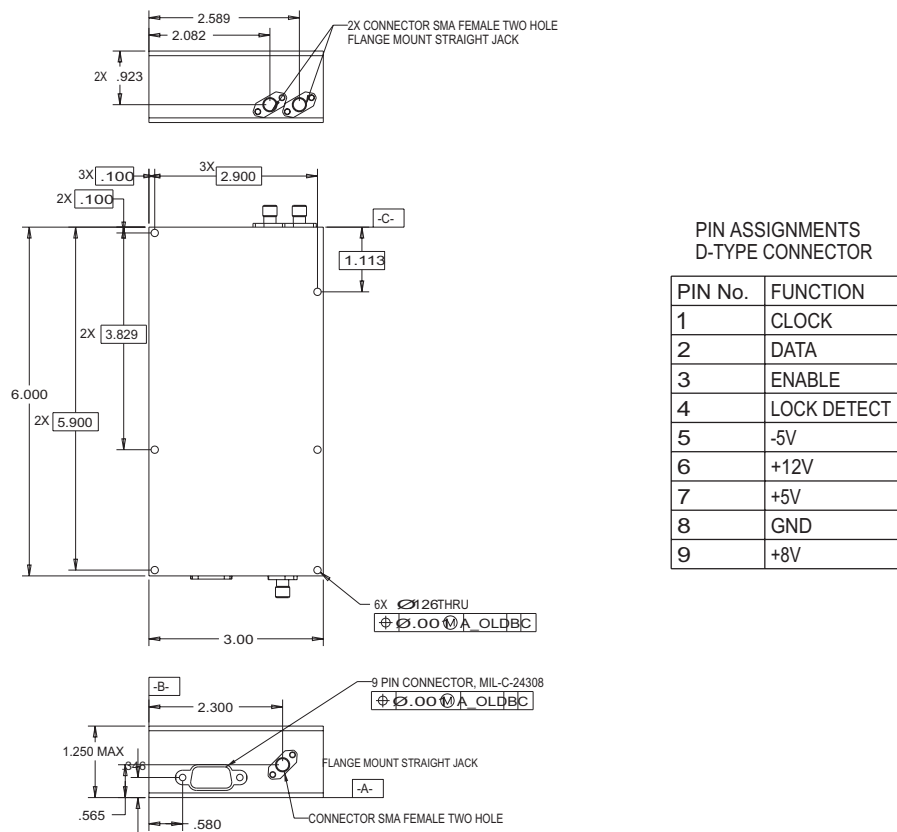 2.589
2.082
2X CONNECTOR SMA FEMALE TWO HOLE
FLANGE MOUNT STRAIGHT JACK
2X .923
3X .100
3X 2.900
2X .100
-C-
1.113
2X 3.829
6.000
2X 5.900
6X Ø126THRU
Ø.001 Ⓜ A_OLDBC
3.00
-B-
9 PIN CONNECTOR, MIL-C-24308
Ø.001 Ⓜ A_OLDBC
2.300
1.250 MAX
FLANGE MOUNT STRAIGHT JACK
-A-
.565
.580
CONNECTOR SMA FEMALE TWO HOLE
PIN ASSIGNMENTS
D-TYPE CONNECTOR
PIN No. FUNCTION
1 CLOCK
2 DATA
3 ENABLE
4 LOCK DETECT
5 -5V
6 +12V
7 +5V
8 GND
9 +8V